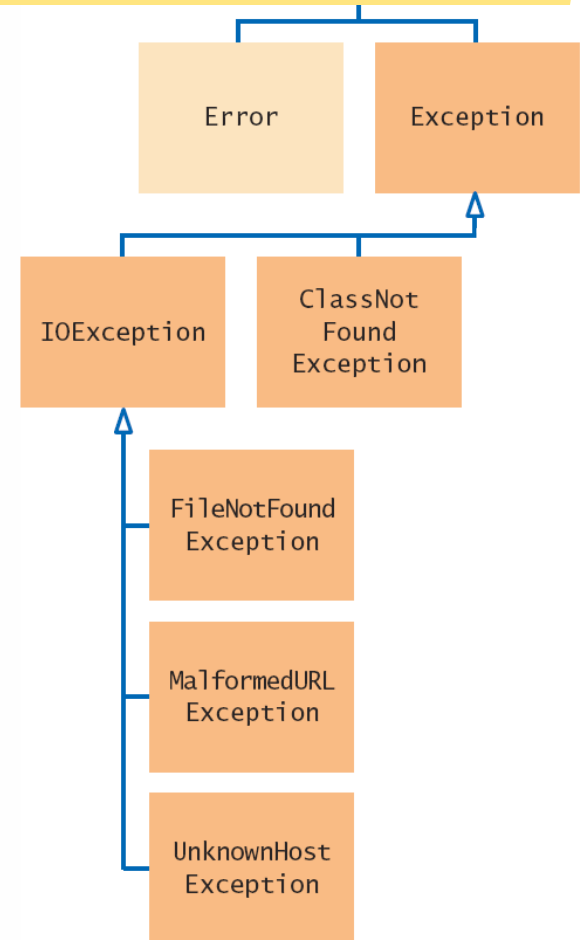 Error
Exception
IOException
ClassNot
Found
Exception
FileNotFound
Exception
MalformedURL
Exception
UnknownHost
Exception